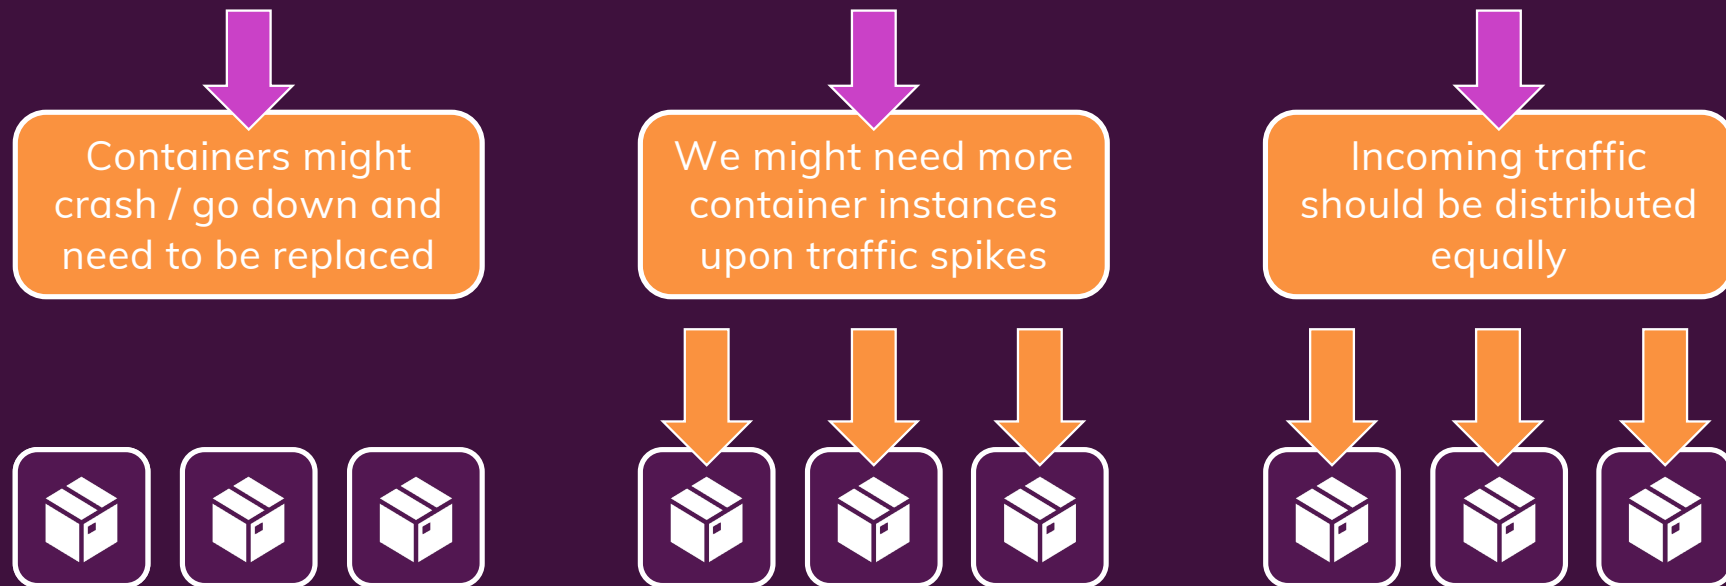 Containers might
crash / go down and
need to be replaced
We might need more
container instances
upon traffic spikes
Incoming traffic
should be distributed
equally